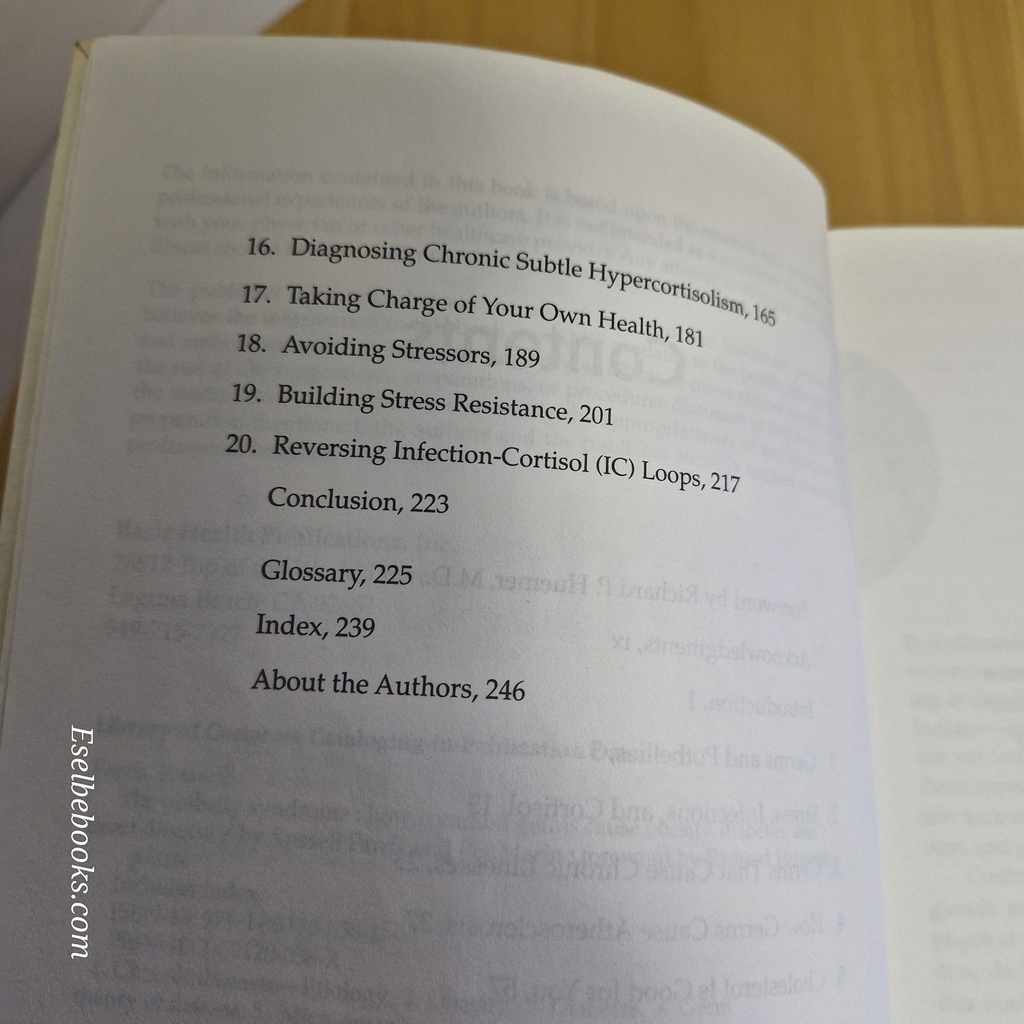 16. Diagnosing Chronic Subtle Hypercortisolism, 165
17. Taking Charge of Your Own Health, 181
18. Avoiding Stressors, 189
19. Building Stress Resistance, 201
20. Reversing Infection-Cortisol (IC) Loops, 217
Conclusion, 223
Glossary, 225
Index, 239
About the Authors, 246
Eselbebooks.com